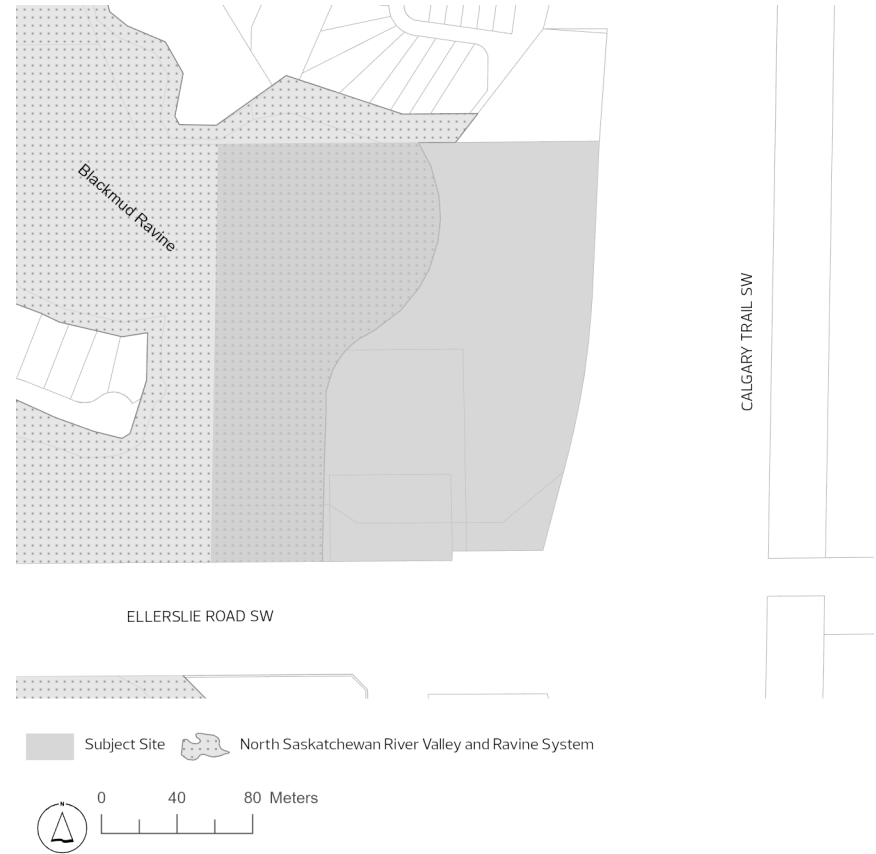 Blackmud Ravine
CALGARY TRAIL SW
ELLERSLIE ROAD SW
Subject Site
North Saskatchewan River Valley and Ravine System
0 40 80 Meters
N